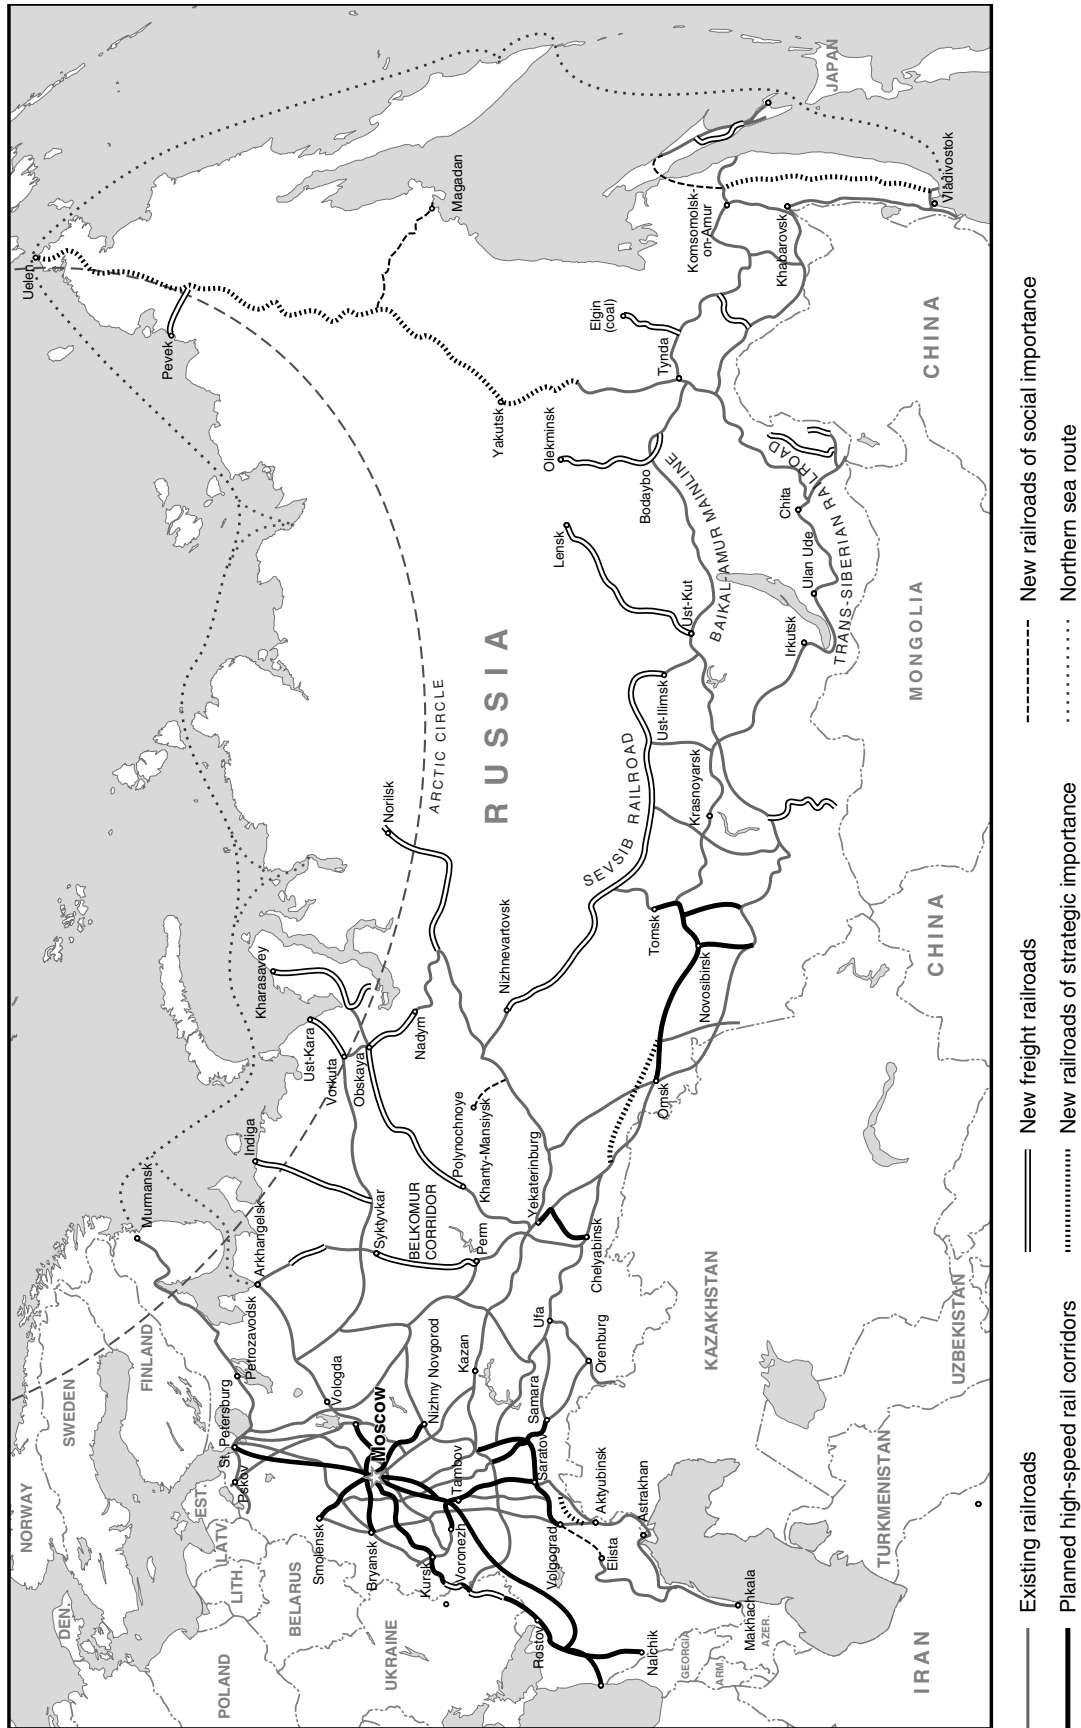 NORWAY
SWEDEN
FINLAND
DEN.
EST.
LATV.
LITH.
POLAND
BELARUS
UKRAINE
GEORGIA
ARM.
AZER.
IRAN
TURKMENISTAN
UZBEKISTAN
KAZAKHSTAN
CHINA
MONGOLIA
CHINA
JAPAN
RUSSIA
ARCTIC CIRCLE
Murmansk
St. Petersburg
Pskov
Petrozavodsk
Arkhangelsk
Indiga
Vologda
Smolensk
Moscow
Bryansk
Kursk
Voronezh
Tambov
Nizhny Novgorod
Kazan
Syktyvkar
BELKOMUR
CORRIDOR
Perm
Rostov
Nalchik
Volgograd
Elista
Saratov
Samara
Aktyubinsk
Astrakhan
Makhachkala
Ufa
Orenburg
Chelyabinsk
Yekaterinburg
Polynochnoye
Khanty-Mansiysk
Kharasavey
Ust-Kara
Vorkuta
Obskaya
Nadym
Norilsk
Nizhnevartovsk
Omsk
Novosibirsk
Tomsk
Krasnoyarsk
SEVSIB RAILROAD
Ust-Ilimsk
Ust-Kut
Lensk
Irkutsk
Ulan Ude
Chita
BAIKAL-AMUR MAINLINE
TRANS-SIBERIAN RAILROAD
Bodaybo
Olekminsk
Yakutsk
Tynda
Elgin
(coal)
Komsomolsk-
on-Amur
Khabarovsk
Vladivostok
Magadan
Pevek
Uelen
Existing railroads
Planned high-speed rail corridors
New freight railroads
New railroads of strategic importance
New railroads of social importance
Northern sea route